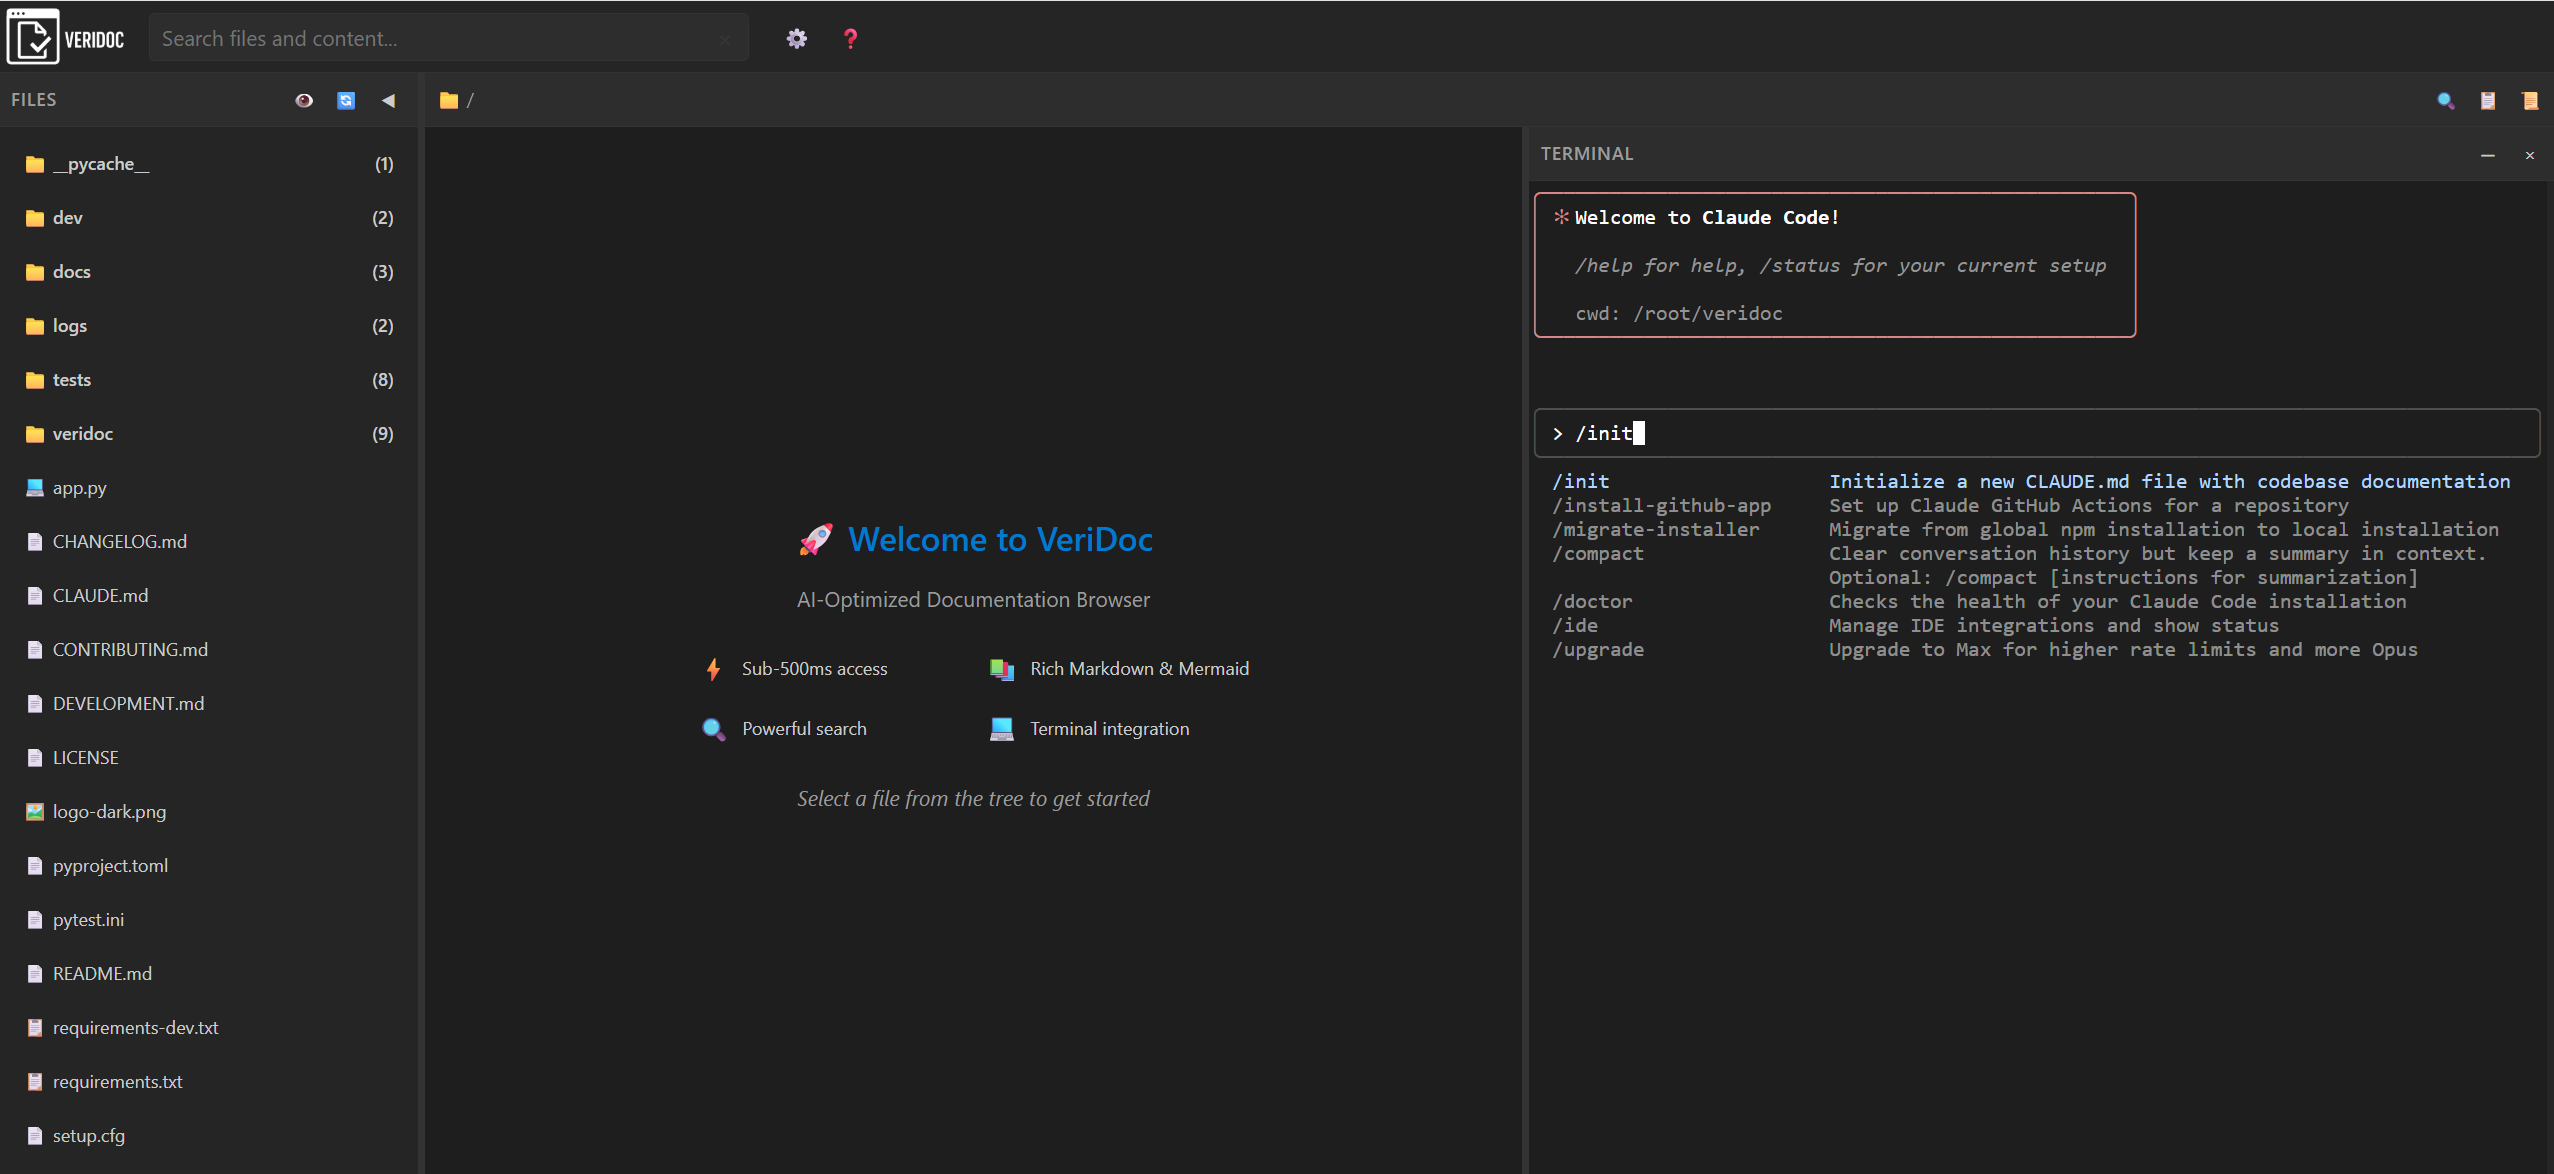 VERIDOC
Search files and content...
FILES
/
__pycache__ (1)
dev (2)
docs (3)
logs (2)
tests (8)
veridoc (9)
app.py
CHANGELOG.md
CLAUDE.md
CONTRIBUTING.md
DEVELOPMENT.md
LICENSE
logo-dark.png
pyproject.toml
pytest.ini
README.md
requirements-dev.txt
requirements.txt
setup.cfg
Welcome to VeriDoc
AI-Optimized Documentation Browser
Sub-500ms access
Rich Markdown & Mermaid
Powerful search
Terminal integration
Select a file from the tree to get started
TERMINAL
Welcome to Claude Code!
/help for help, /status for your current setup
cwd: /root/veridoc
> /init
/init Initialize a new CLAUDE.md file with codebase documentation
/install-github-app Set up Claude GitHub Actions for a repository
/migrate-installer Migrate from global npm installation to local installation
/compact Clear conversation history but keep a summary in context.
Optional: /compact [instructions for summarization]
/doctor Checks the health of your Claude Code installation
/ide Manage IDE integrations and show status
/upgrade Upgrade to Max for higher rate limits and more Opus